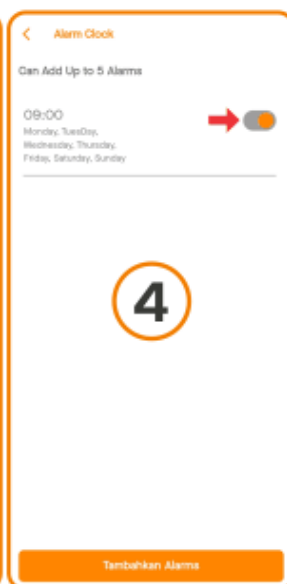 Alarm Clock
Can Add Up to 5 Alarms
09:00
Monday, TuesDay,
Wednesday, Thursday,
Friday, Saturday, Sunday
4
Tambahkan Alarms